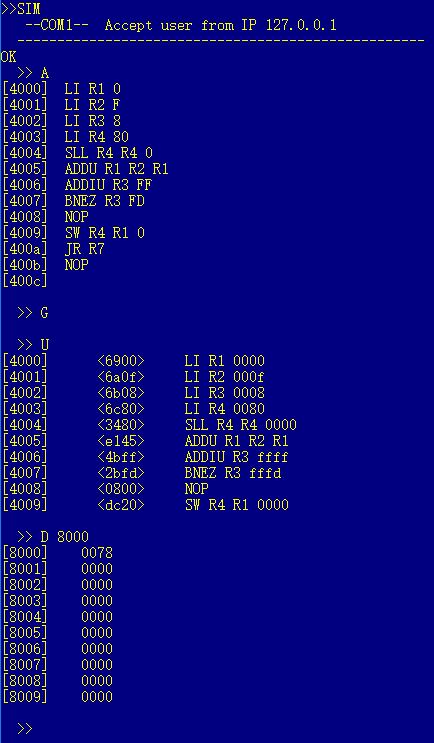 >>SIM
--COM1-- Accept user from IP 127.0.0.1
---------------------------------------------------
OK
>> A
[4000] LI R1 0
[4001] LI R2 F
[4002] LI R3 8
[4003] LI R4 80
[4004] SLL R4 R4 0
[4005] ADDU R1 R2 R1
[4006] ADDIU R3 FF
[4007] BNEZ R3 FD
[4008] NOP
[4009] SW R4 R1 0
[400a] JR R7
[400b] NOP
[400c]
>> G
>> U
[4000] <6900> LI R1 0000
[4001] <6a0f> LI R2 000f
[4002] <6b08> LI R3 0008
[4003] <6c80> LI R4 0080
[4004] <3480> SLL R4 R4 0000
[4005] <e145> ADDU R1 R2 R1
[4006] <4bff> ADDIU R3 ffff
[4007] <2bfd> BNEZ R3 fffd
[4008] <0800> NOP
[4009] <dc20> SW R4 R1 0000
>> D 8000
[8000] 0078
[8001] 0000
[8002] 0000
[8003] 0000
[8004] 0000
[8005] 0000
[8006] 0000
[8007] 0000
[8008] 0000
[8009] 0000
>>